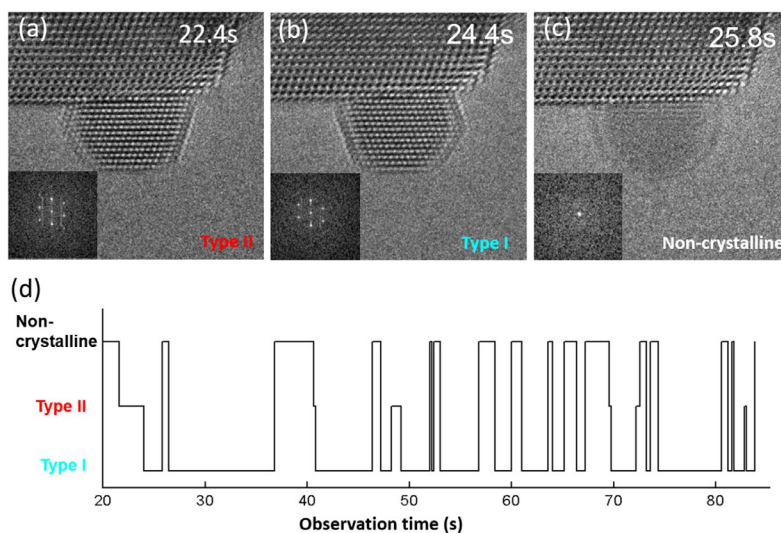 (a)
22.4s
Type II
(b)
24.4s
Type I
(c)
25.8s
Non-crystalline
(d)
Non-
crystalline
Type II
Type I
20 30 40 50 60 70 80
Observation time (s)